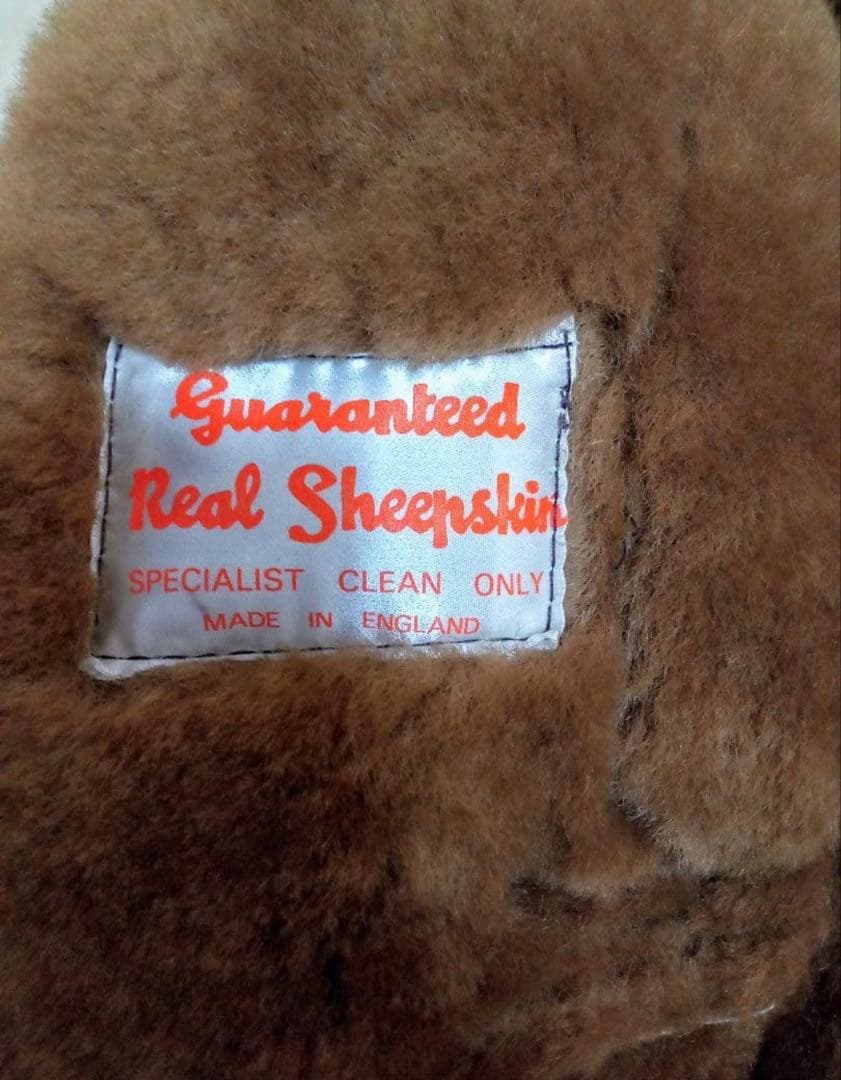 Guaranteed
Real Sheepskin
SPECIALIST CLEAN ONLY
MADE IN ENGLAND